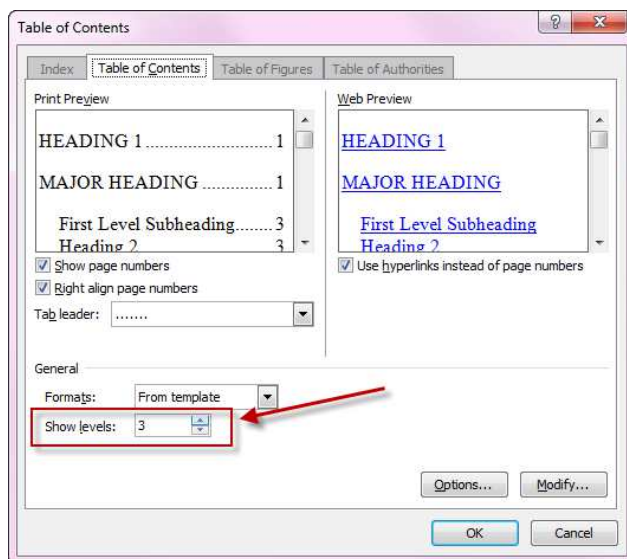 Table of Contents
Index Table of Contents Table of Figures Table of Authorities
Print Preview
HEADING 1 .................... 1
MAJOR HEADING ........... 1
First Level Subheading....... 3
Heading 2 3
Web Preview
HEADING 1
MAJOR HEADING
First Level Subheading
Heading 2
Show page numbers
Right align page numbers
Tab leader: .......
Use hyperlinks instead of page numbers
General
Formats: From template
Show levels: 3
Options... Modify...
OK Cancel